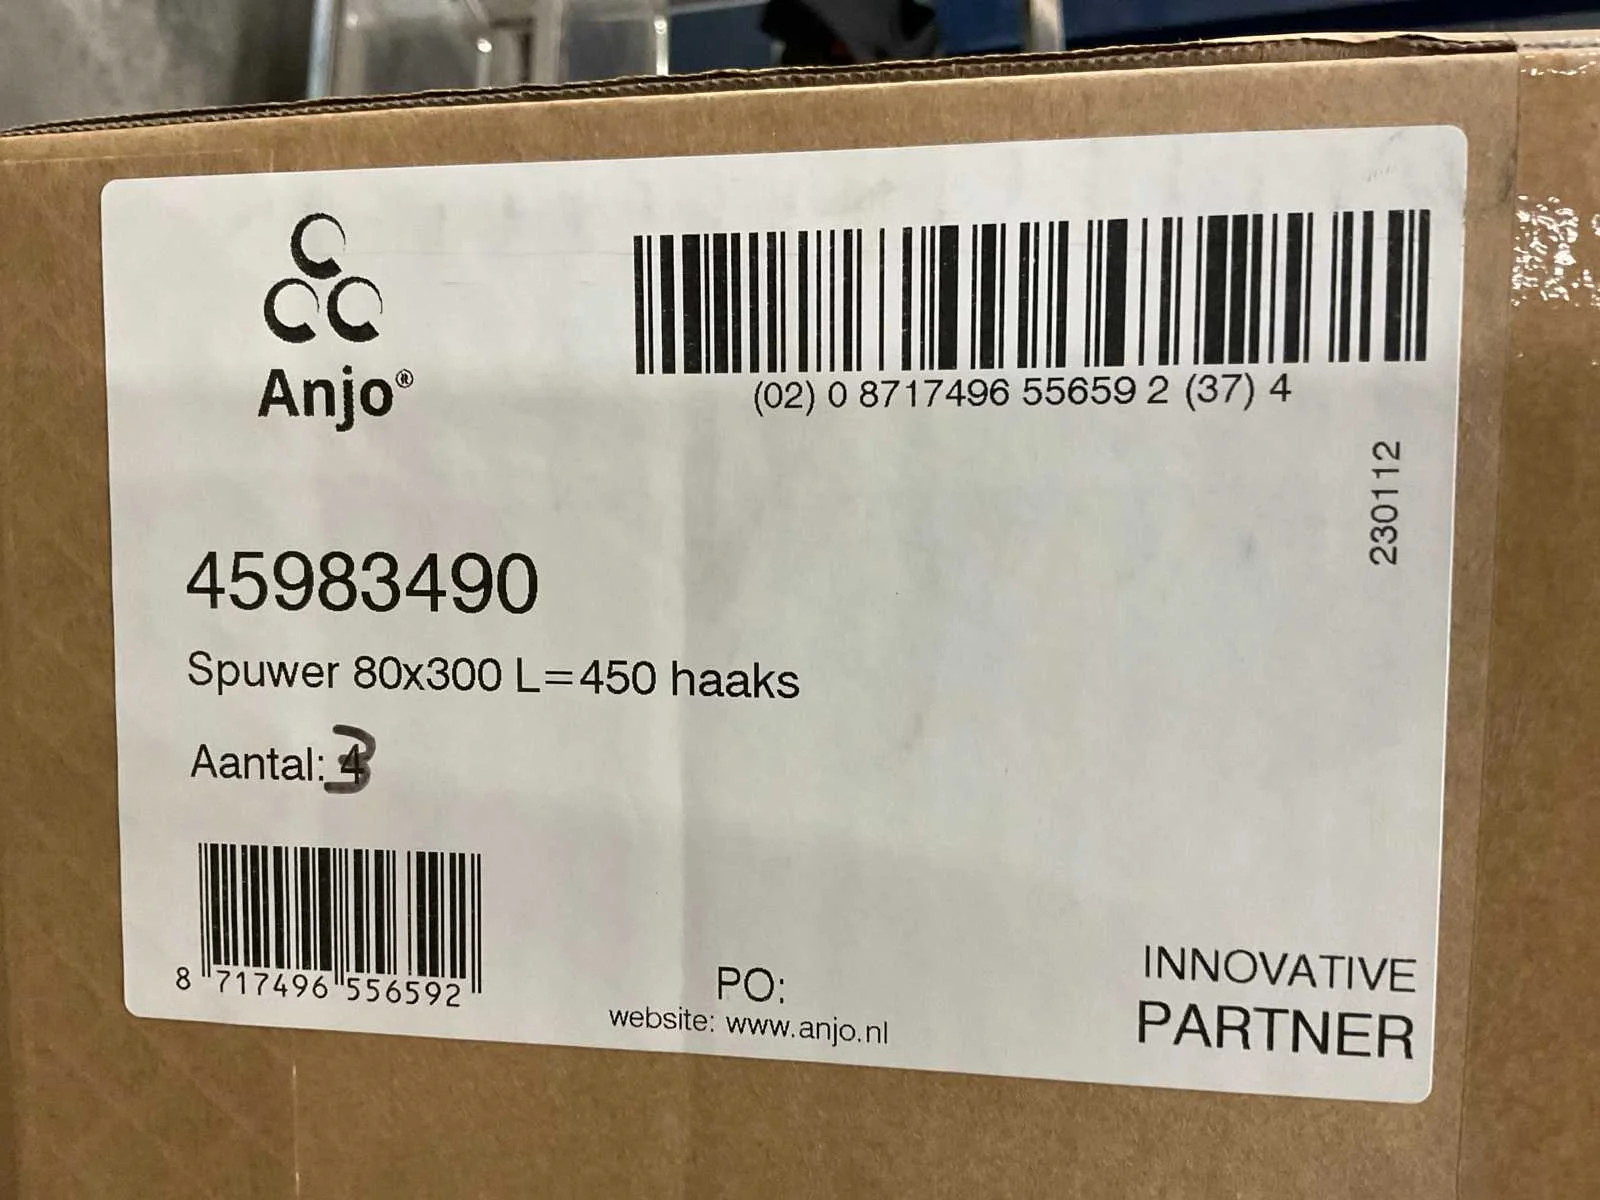 Anjo®
(02) 0 8717496 55659 2 (37) 4
230112
45983490
Spuwer 80x300 L=450 haaks
Aantal: 3
8 717496 556592
PO:
website: www.anjo.nl
INNOVATIVE
PARTNER